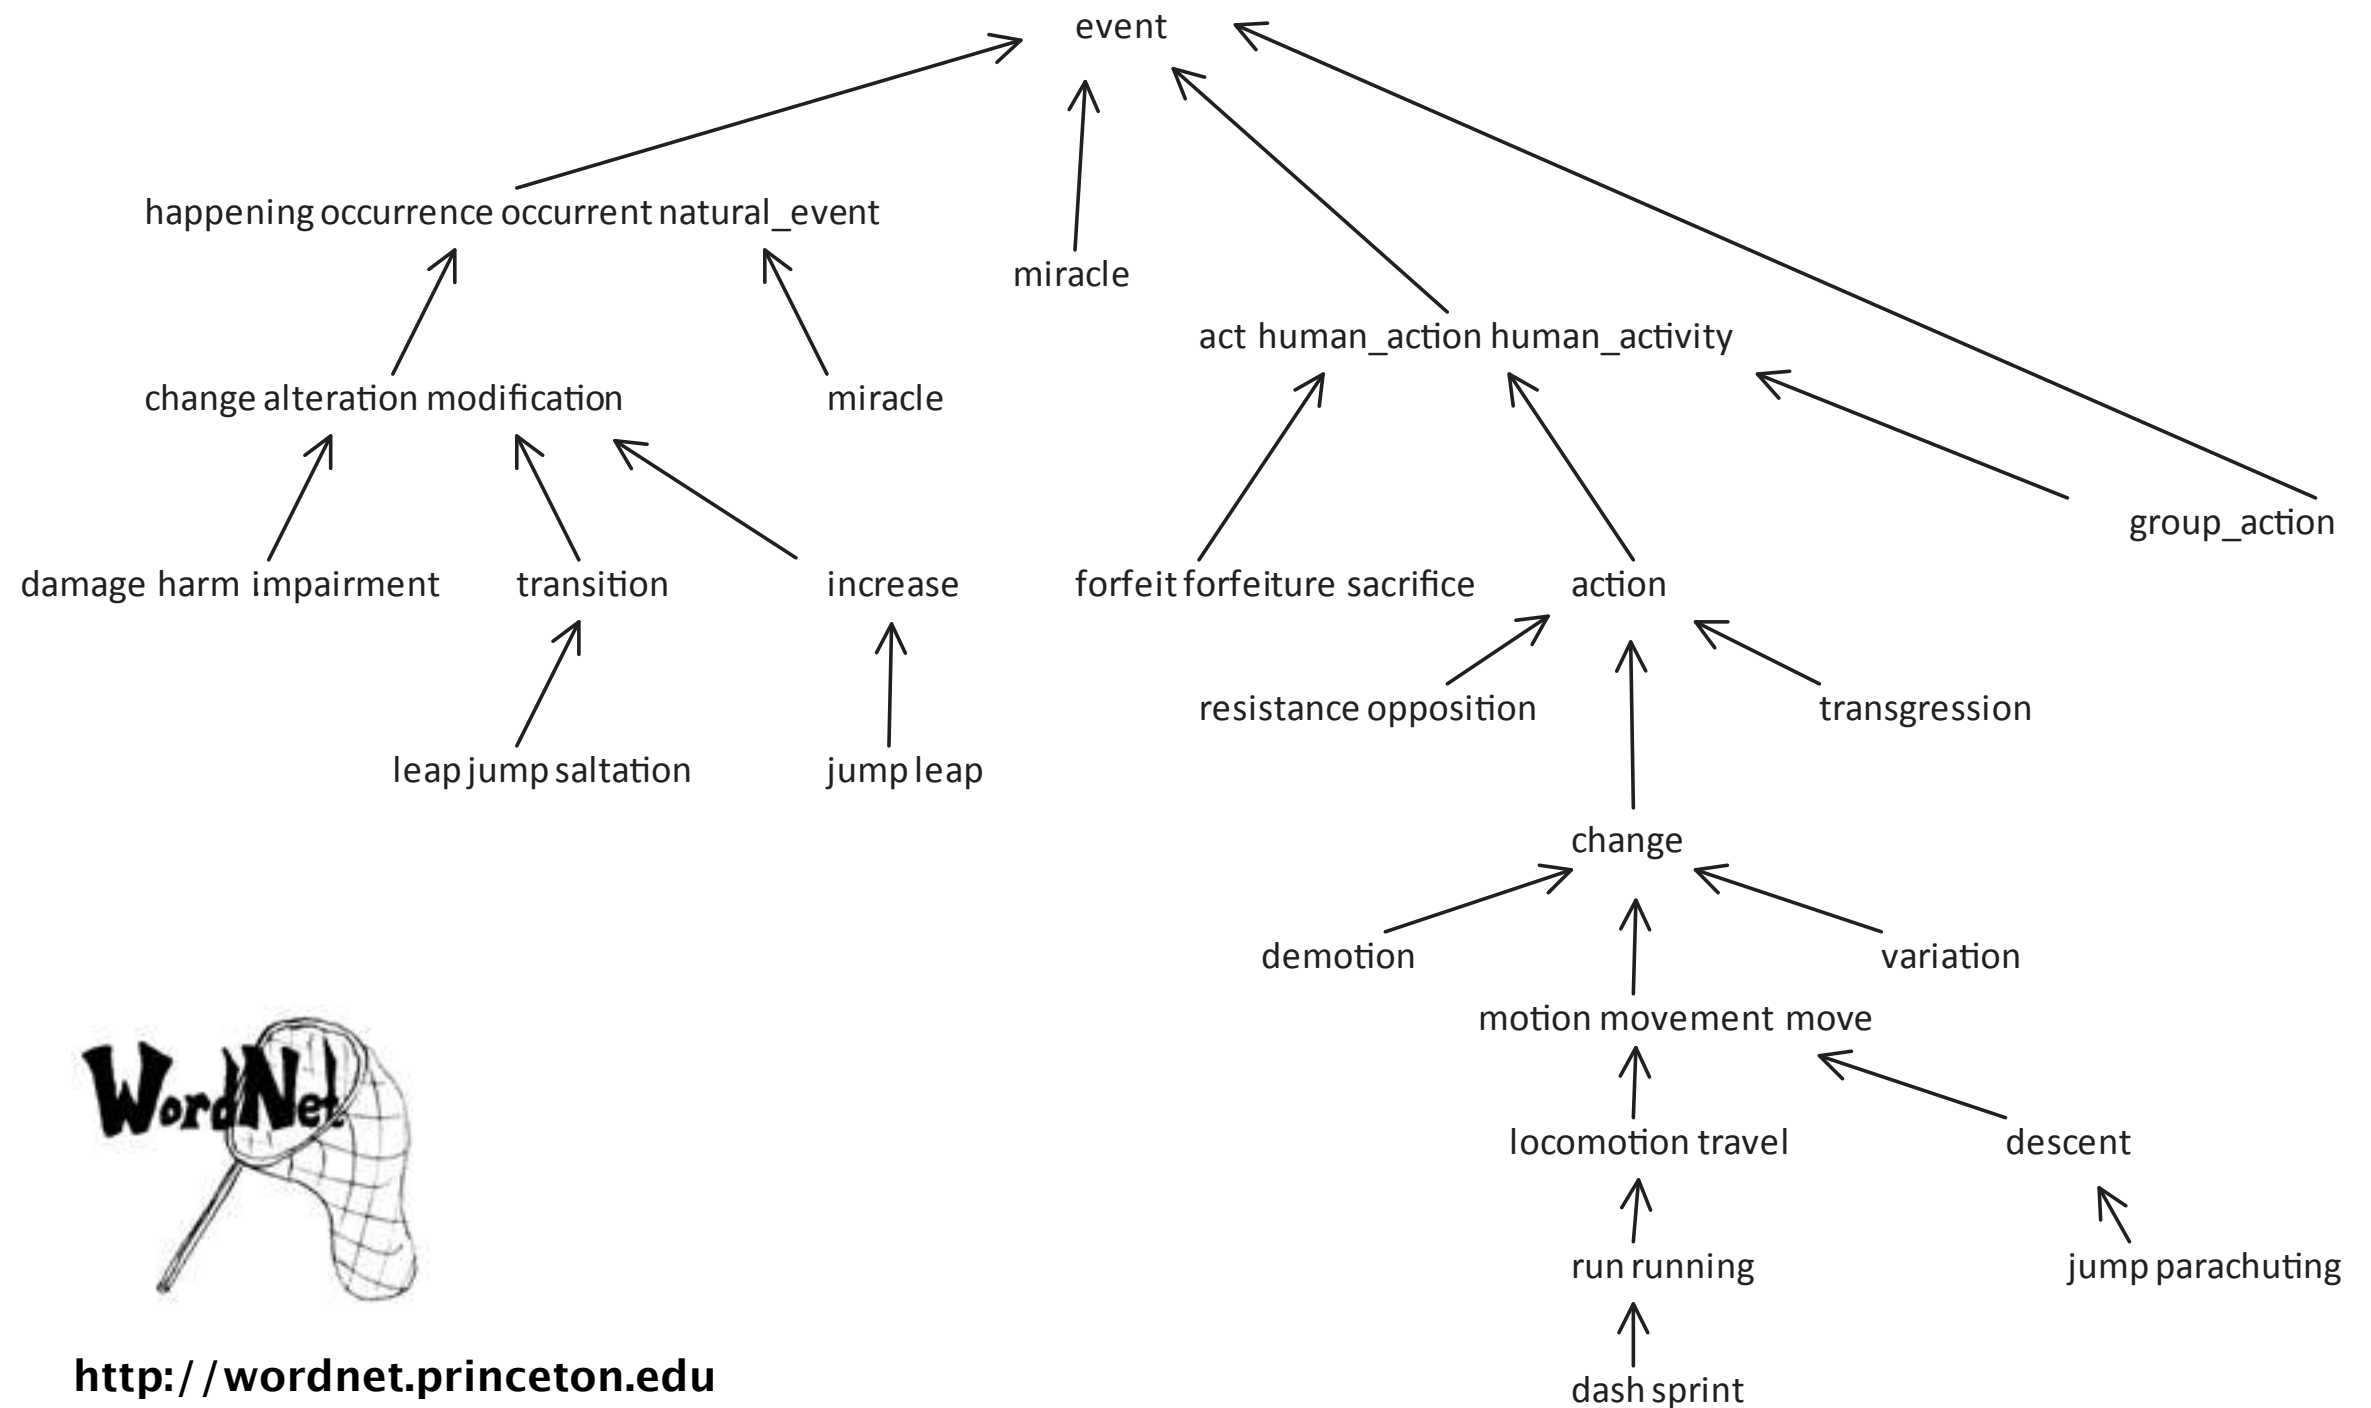 event
happening occurrence occurrent natural_event
miracle
act human_action human_activity
change alteration modification
miracle
group_action
damage harm impairment
transition
increase
forfeit forfeiture sacrifice
action
resistance opposition
transgression
leap jump saltation
jump leap
change
demotion
variation
motion movement move
WordNet
locomotion travel
descent
run running
jump parachuting
http://wordnet.princeton.edu
dash sprint